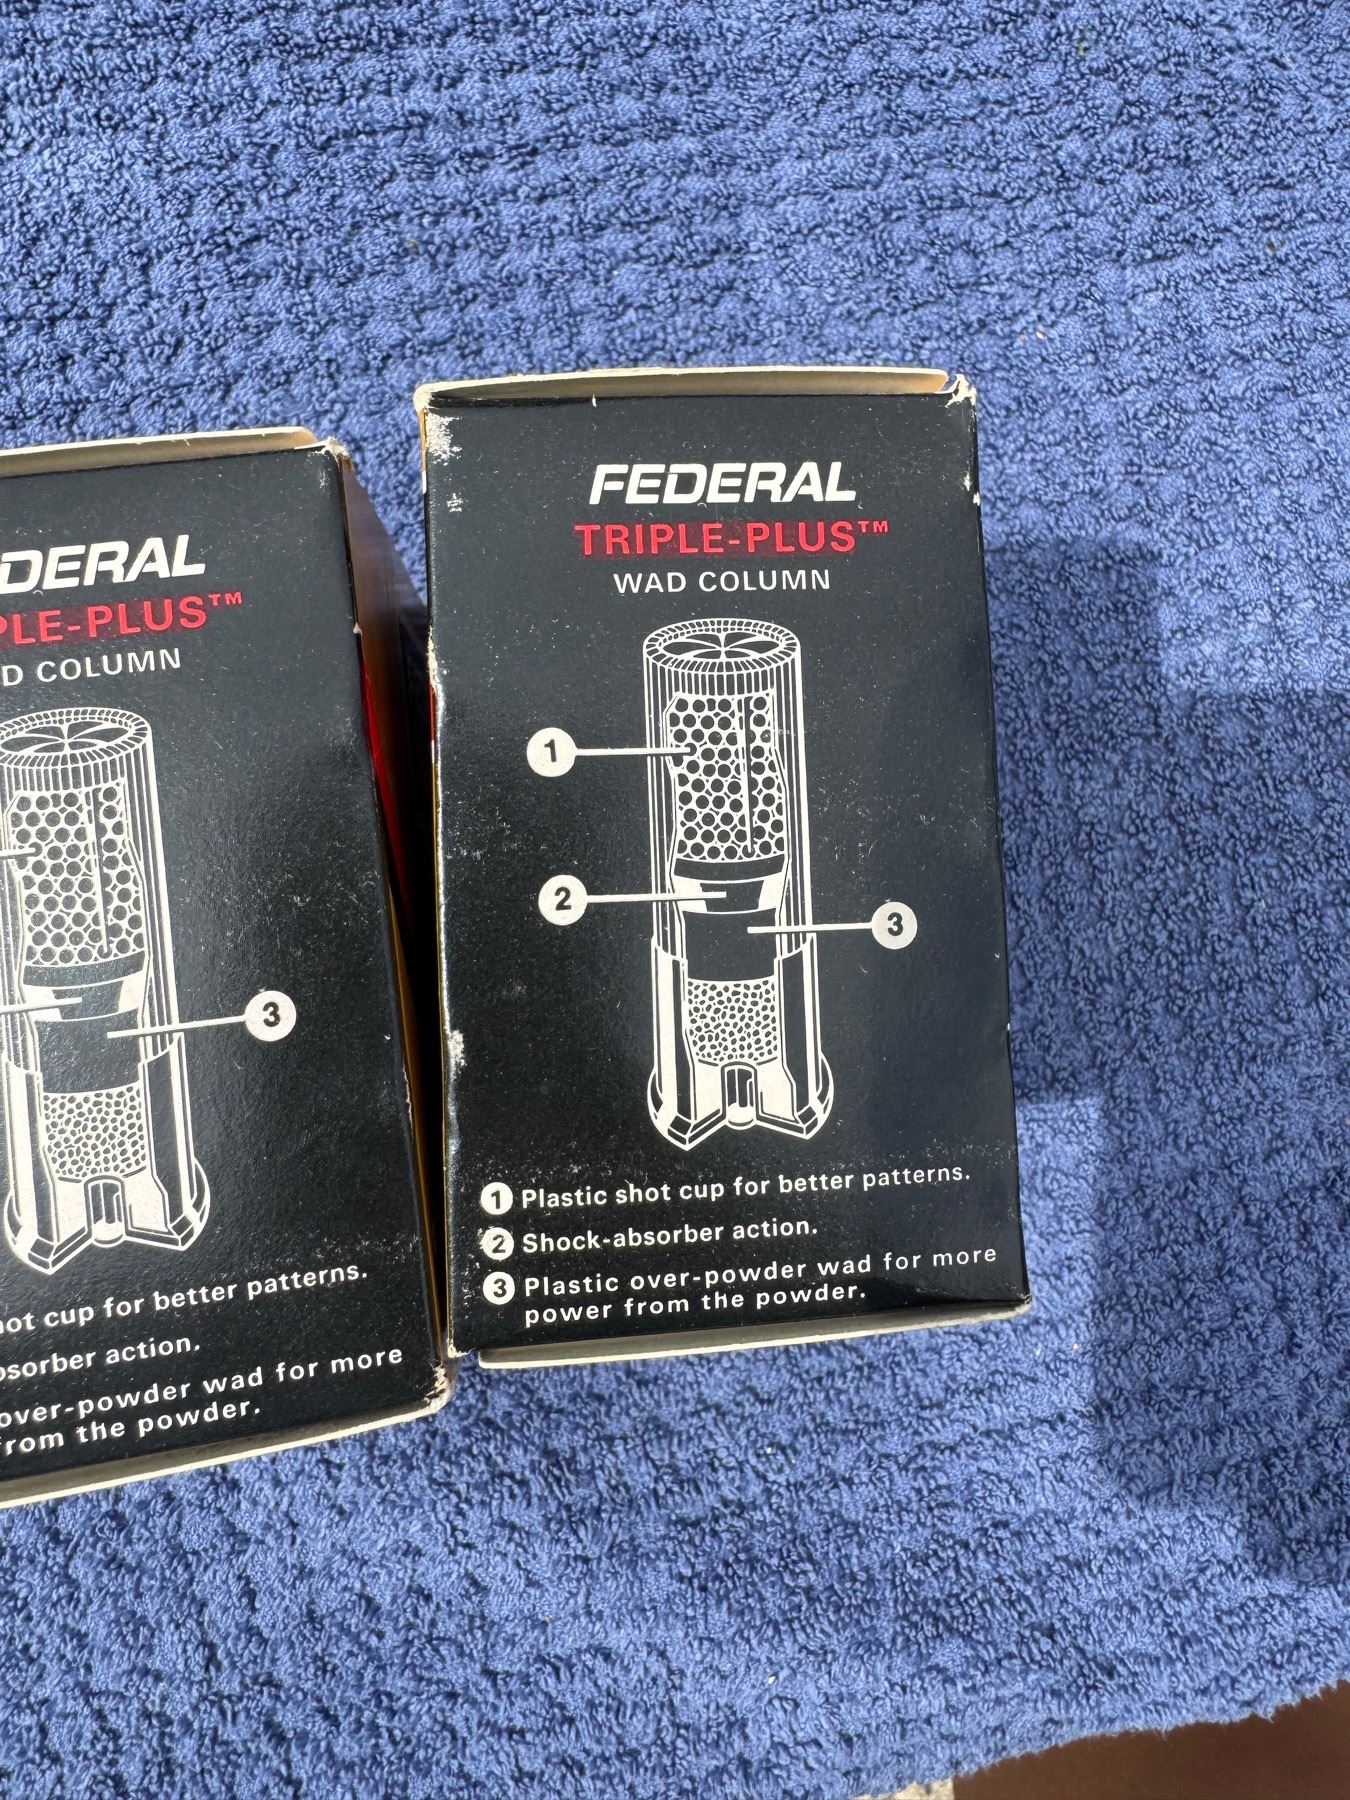 DERAL
PLE-PLUS™
D COLUMN
3
hot cup for better patterns.
bsorber action.
over-powder wad for more
from the powder.
FEDERAL
TRIPLE-PLUS™
WAD COLUMN
1
2
3
1 Plastic shot cup for better patterns.
2 Shock-absorber action.
3 Plastic over-powder wad for more
power from the powder.